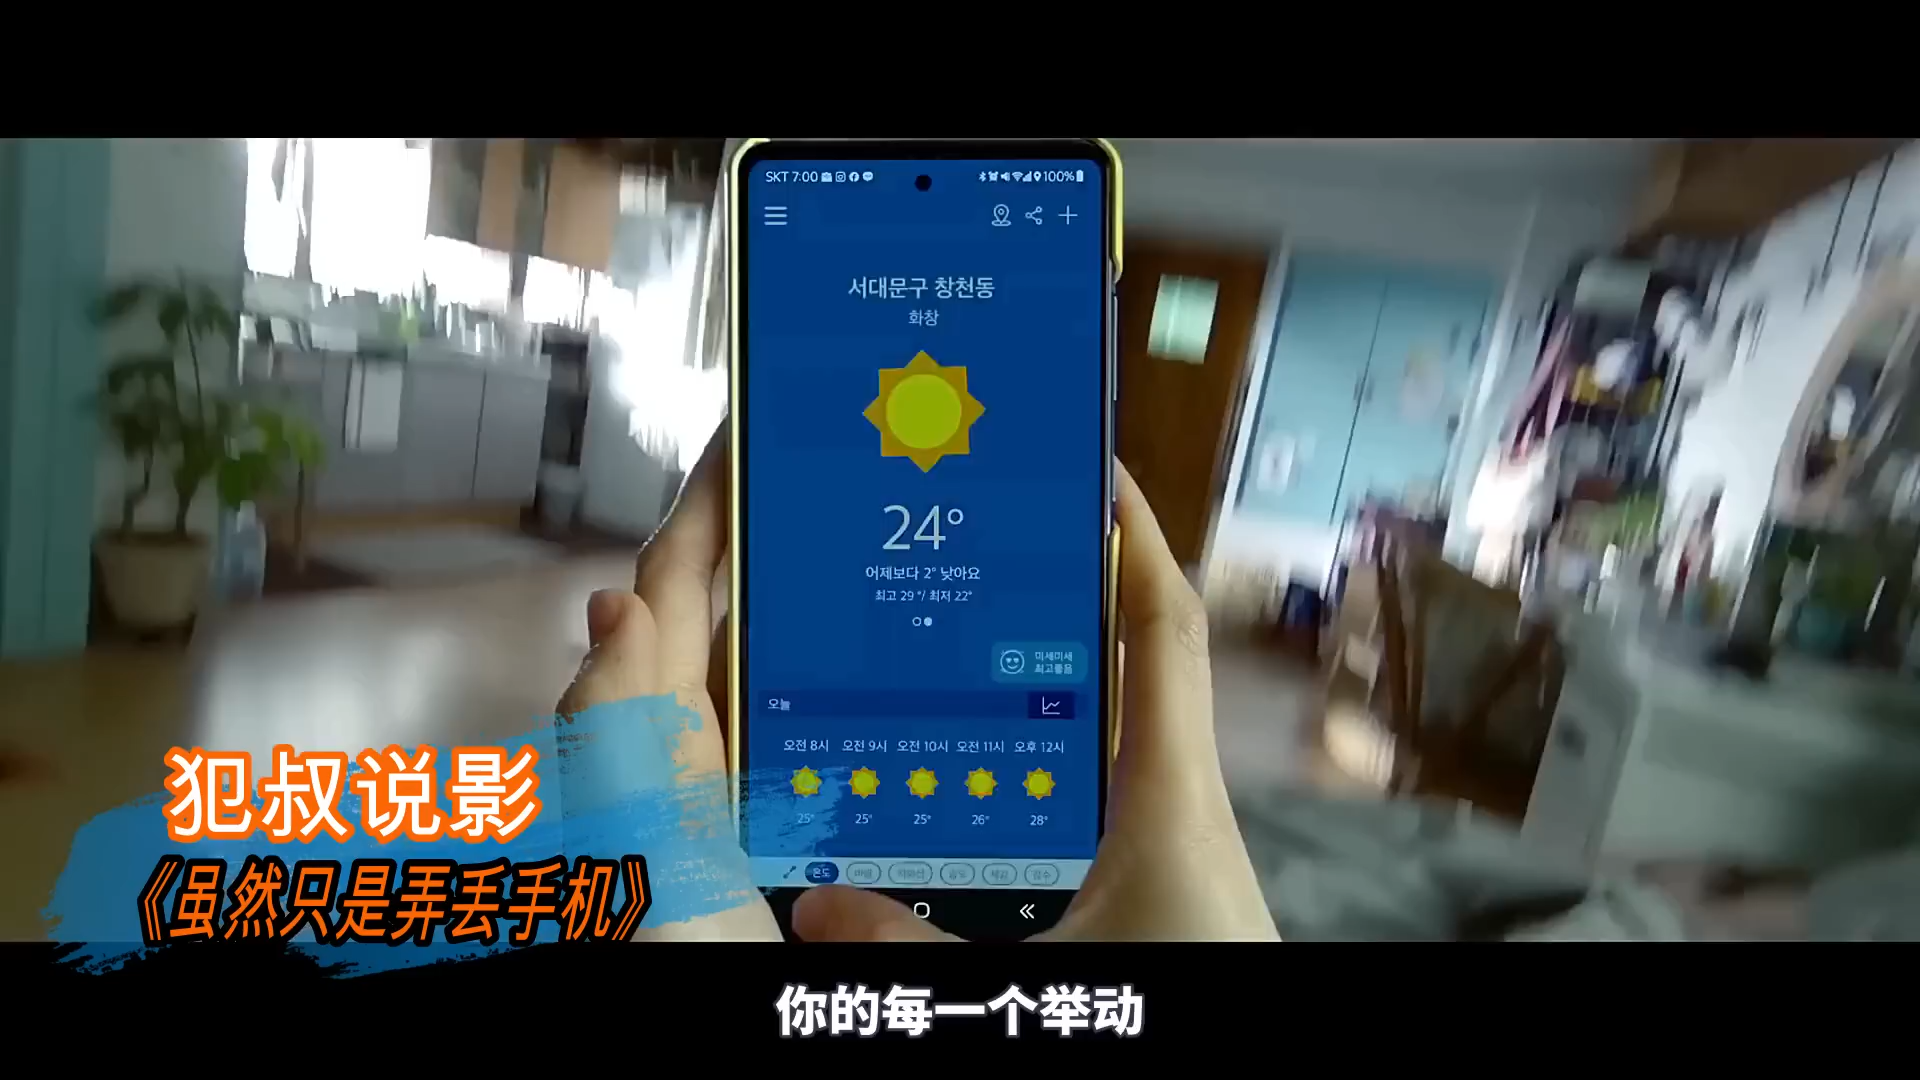 SKT 7:00
100%
서대문구 창천동
화창
24°
어제보다 2° 낮아요
최고 29 °/ 최저 22°
미세미세
최고좋음
오늘
오전 8시 오전 9시 오전 10시 오전 11시 오후 12시
25° 25° 25° 26° 28°
온도
犯叔说影
《虽然只是弄丢手机》
你的每一个举动